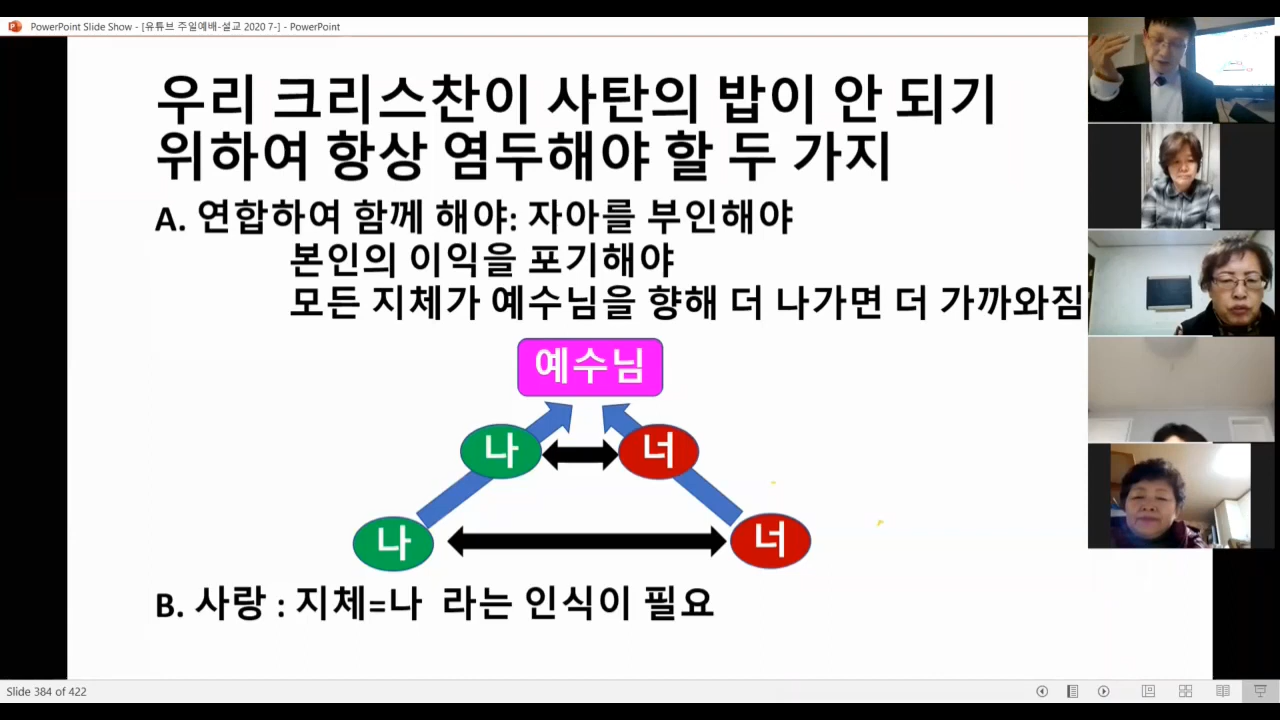 PowerPoint Slide Show - [유튜브 주일예배-설교 2020 7-] - PowerPoint
우리 크리스찬이 사탄의 밥이 안 되기
위하여 항상 염두해야 할 두 가지
A. 연합하여 함께 해야: 자아를 부인해야
본인의 이익을 포기해야
모든 지체가 예수님을 향해 더 나가면 더 가까와짐
예수님
나 너
나 너
B. 사랑 : 지체=나 라는 인식이 필요
Slide 384 of 422